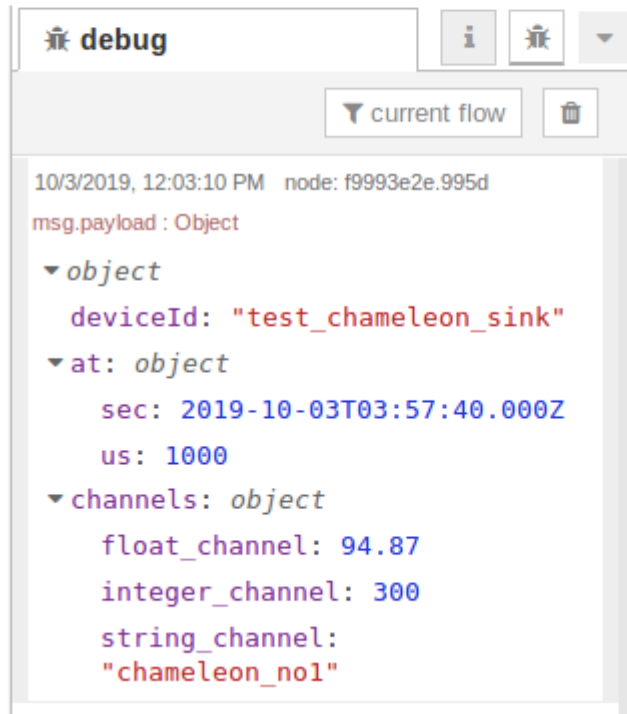 debug
i
current flow
10/3/2019, 12:03:10 PM node: f9993e2e.995d
msg.payload : Object
object
deviceId: "test_chameleon_sink"
at: object
sec: 2019-10-03T03:57:40.000Z
us: 1000
channels: object
float_channel: 94.87
integer_channel: 300
string_channel:
"chameleon_no1"